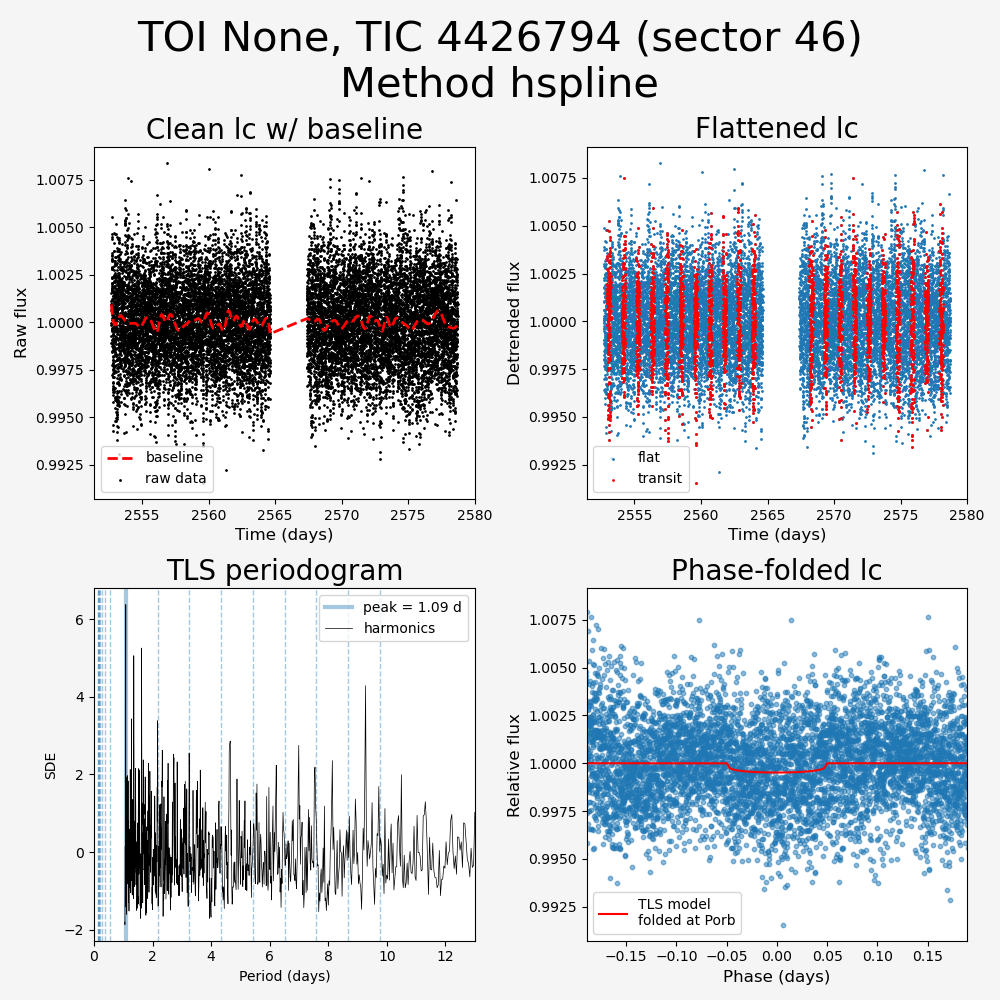 TOI None, TIC 4426794 (sector 46)
Method hspline
Clean lc w/ baseline
1.0075
1.0050
1.0025
1.0000
0.9975
0.9950
0.9925
Raw flux
baseline
raw data
2555
2560
2565
2570
2575
2580
Time (days)
Flattened lc
1.0075
1.0050
1.0025
1.0000
0.9975
0.9950
0.9925
Detrended flux
flat
transit
2555
2560
2565
2570
2575
2580
Time (days)
TLS periodogram
6
4
2
0
−2
SDE
peak = 1.09 d
harmonics
0
2
4
6
8
10
12
Period (days)
Phase-folded lc
1.0075
1.0050
1.0025
1.0000
0.9975
0.9950
0.9925
Relative flux
TLS model
folded at Porb
−0.15
−0.10
−0.05
0.00
0.05
0.10
0.15
Phase (days)